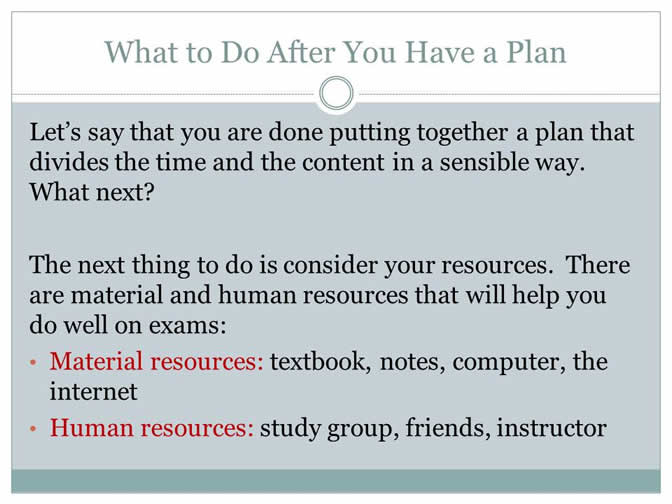 What to Do After You Have a Plan
Let’s say that you are done putting together a plan that
divides the time and the content in a sensible way.
What next?
The next thing to do is consider your resources.  There
are material and human resources that will help you
do well on exams:
• Material resources: textbook, notes, computer, the
internet
• Human resources: study group, friends, instructor